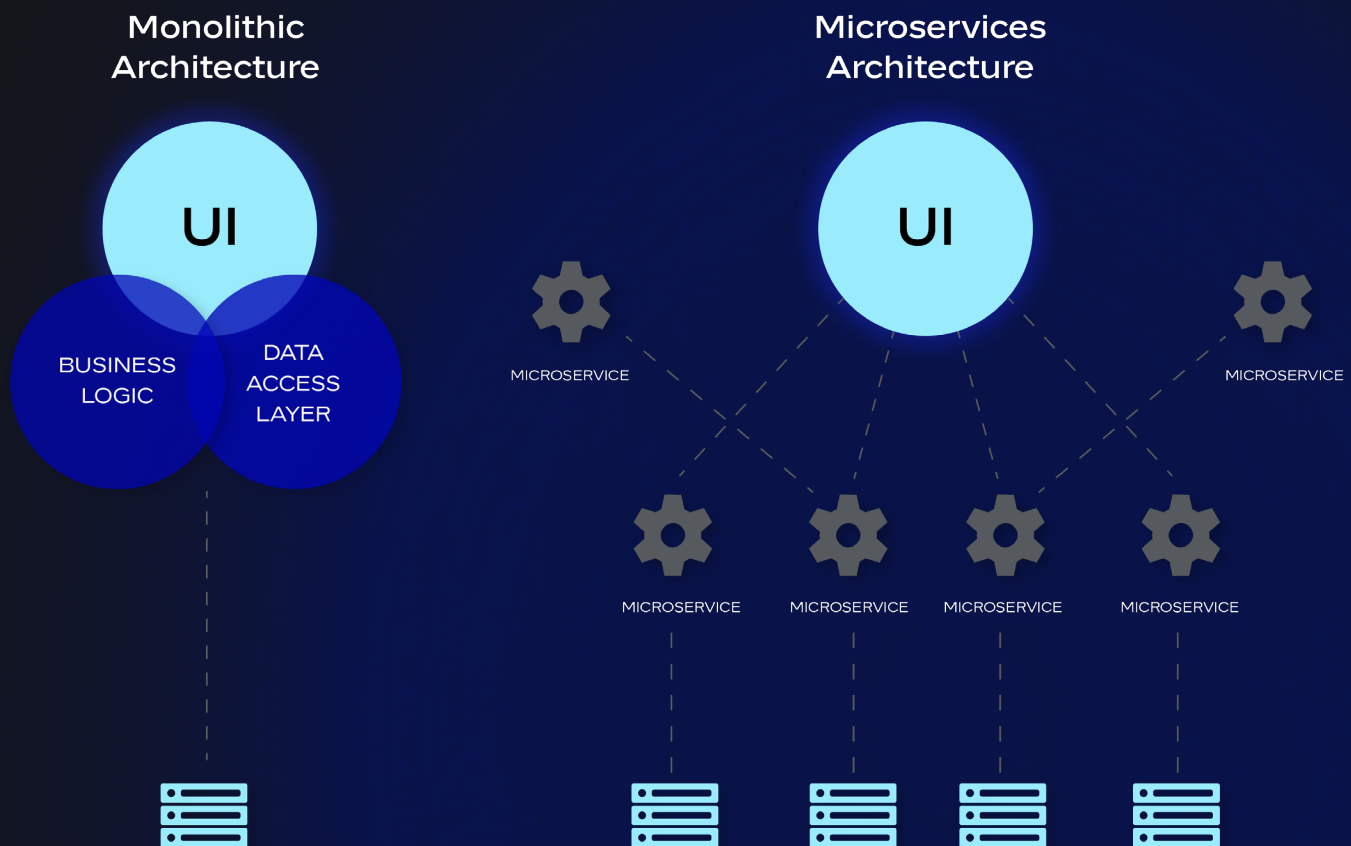 Monolithic
Architecture
UI
BUSINESS
LOGIC
DATA
ACCESS
LAYER
Microservices
Architecture
UI
MICROSERVICE
MICROSERVICE
MICROSERVICE
MICROSERVICE
MICROSERVICE
MICROSERVICE